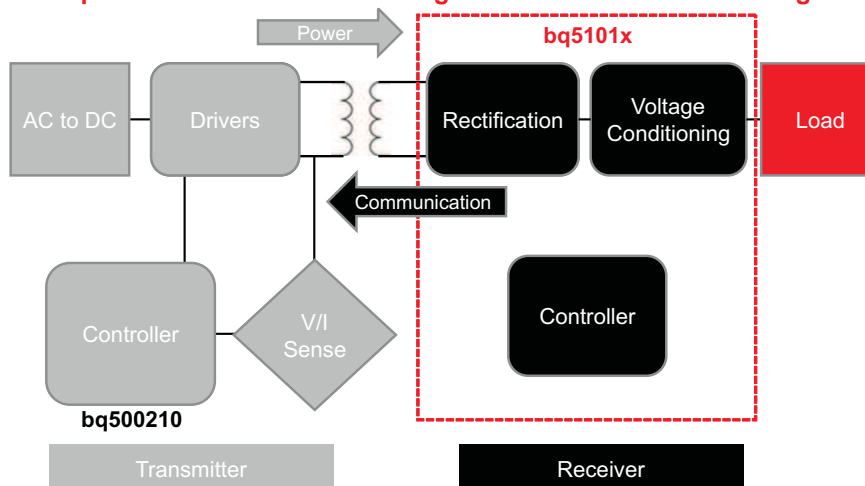 Power
bq5101x
AC to DC
Drivers
Rectification
Voltage
Conditioning
Load
Communication
Controller
V/I
Sense
Controller
bq500210
Transmitter
Receiver